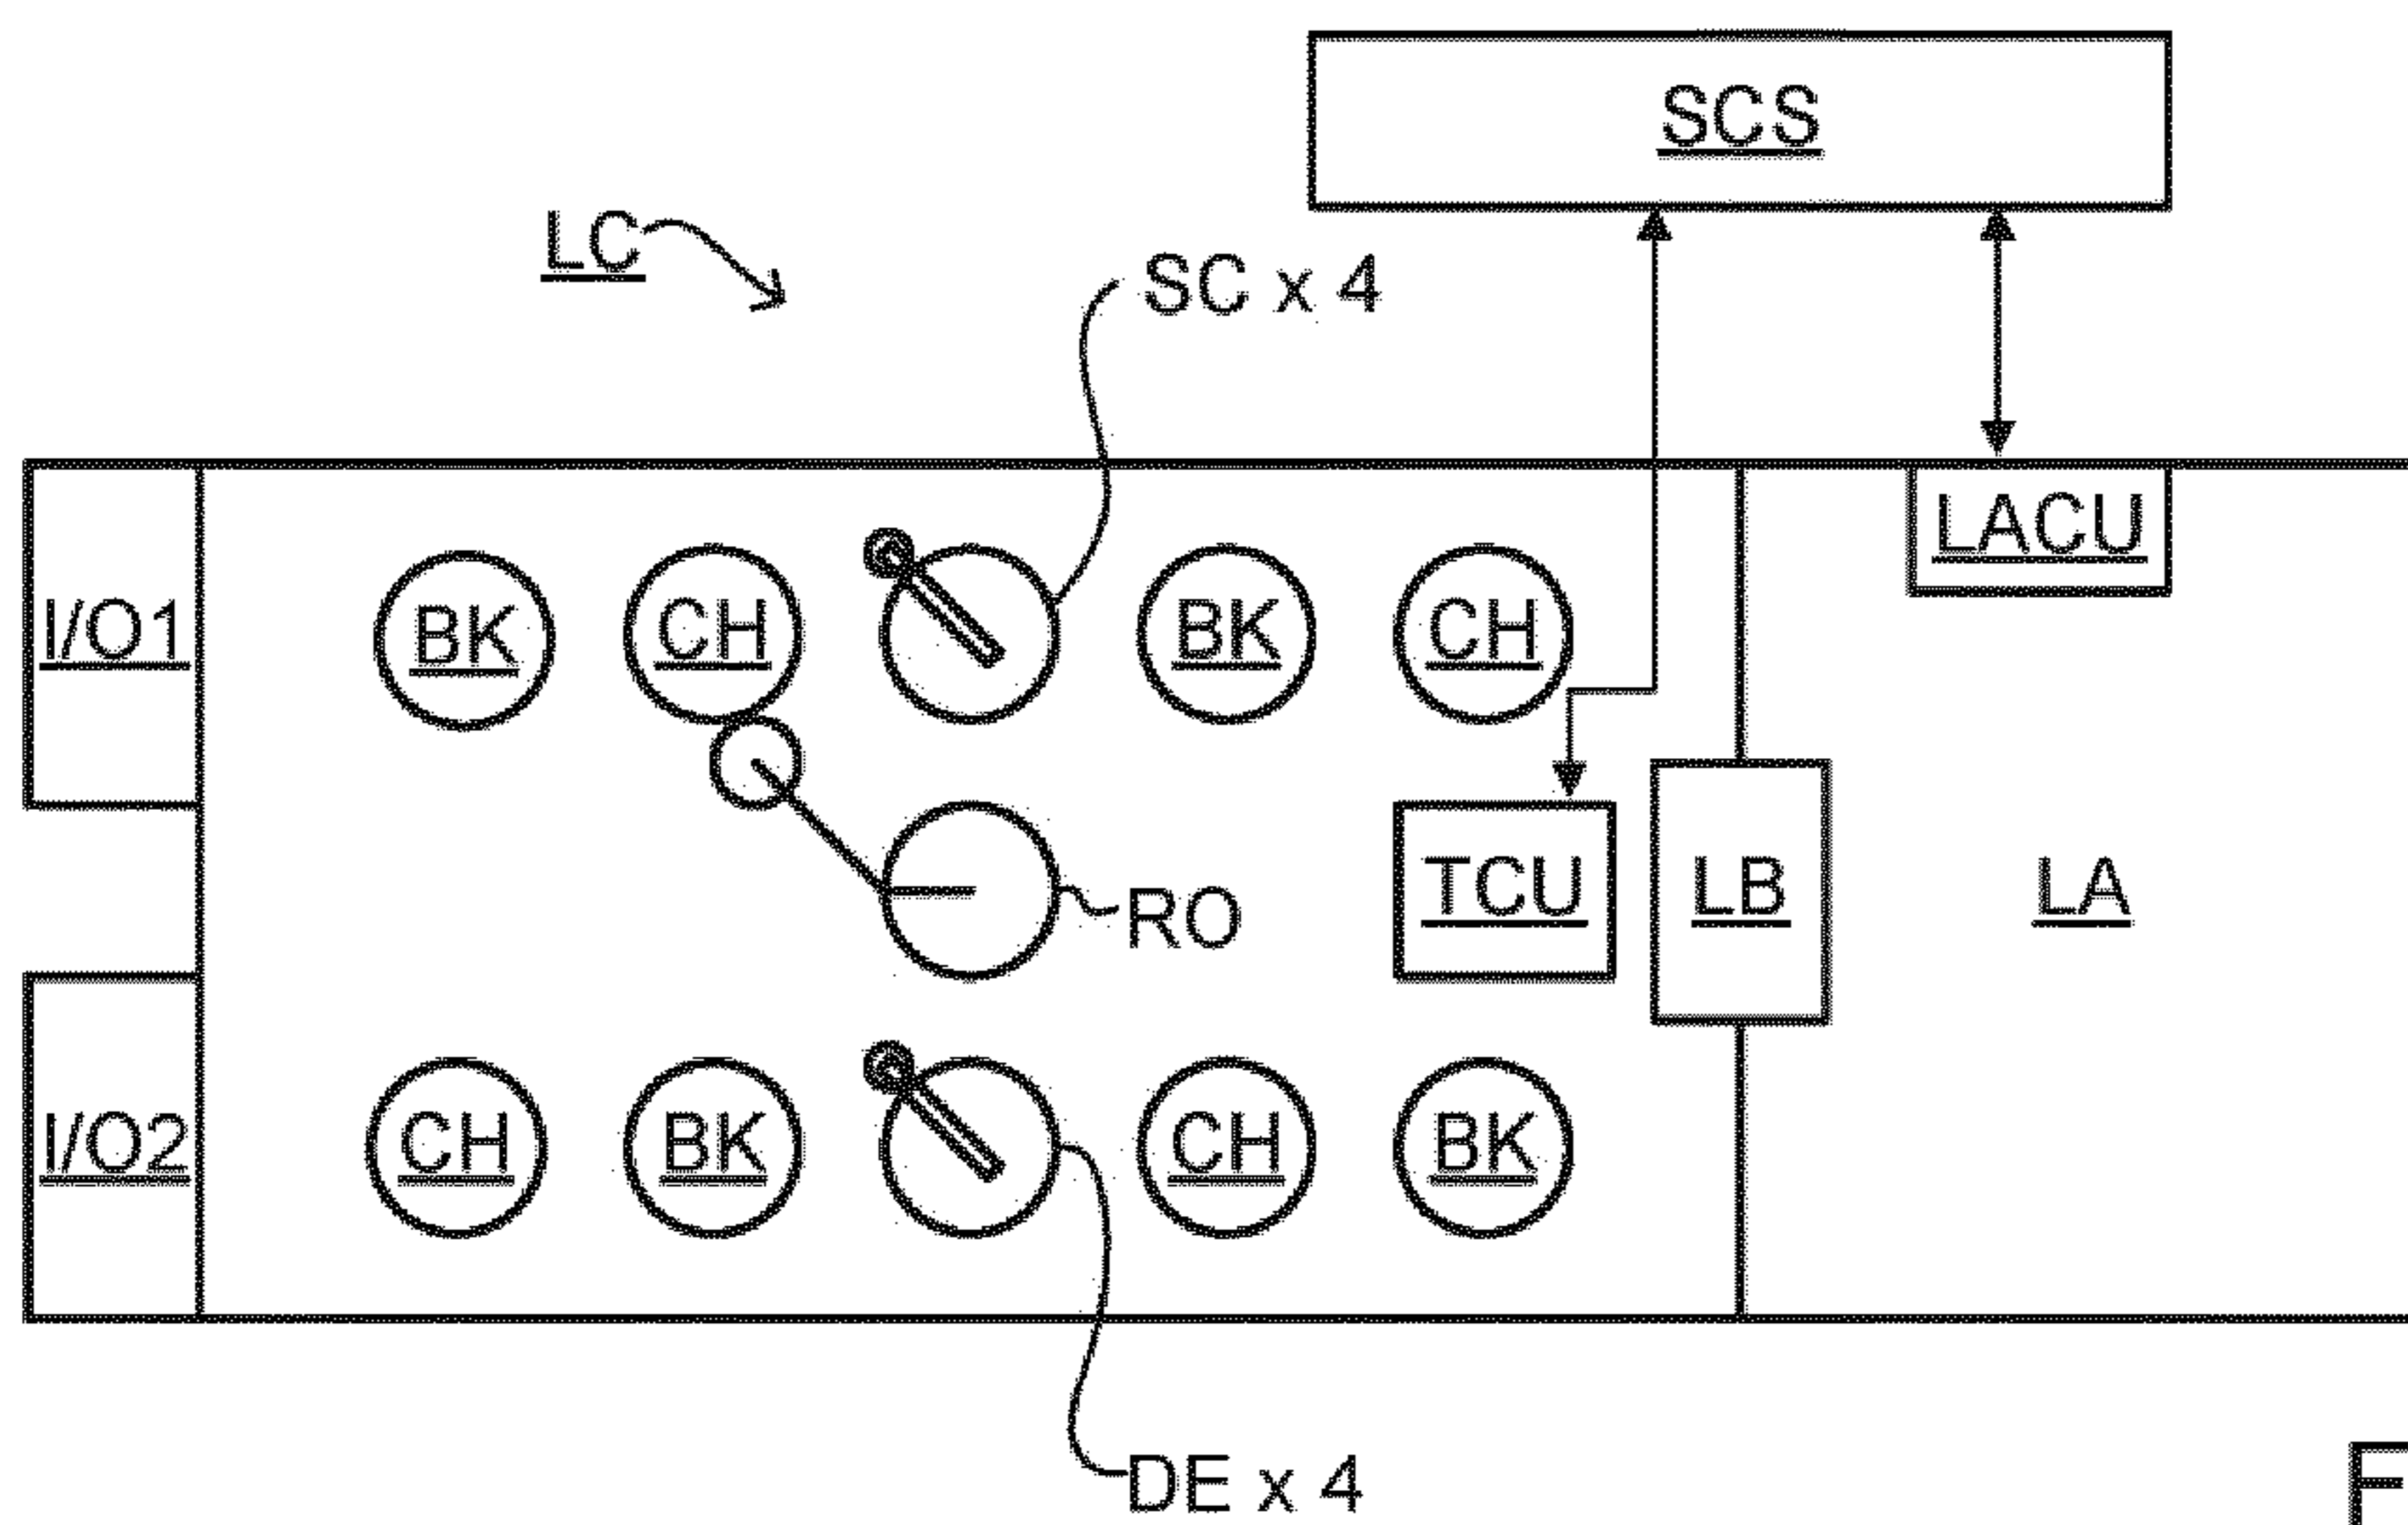 SCS
LC
SC x 4
LACU
I/O1
BK
CH
BK
CH
RO
TCU
LB
LA
I/O2
CH
BK
CH
BK
DE x 4
F